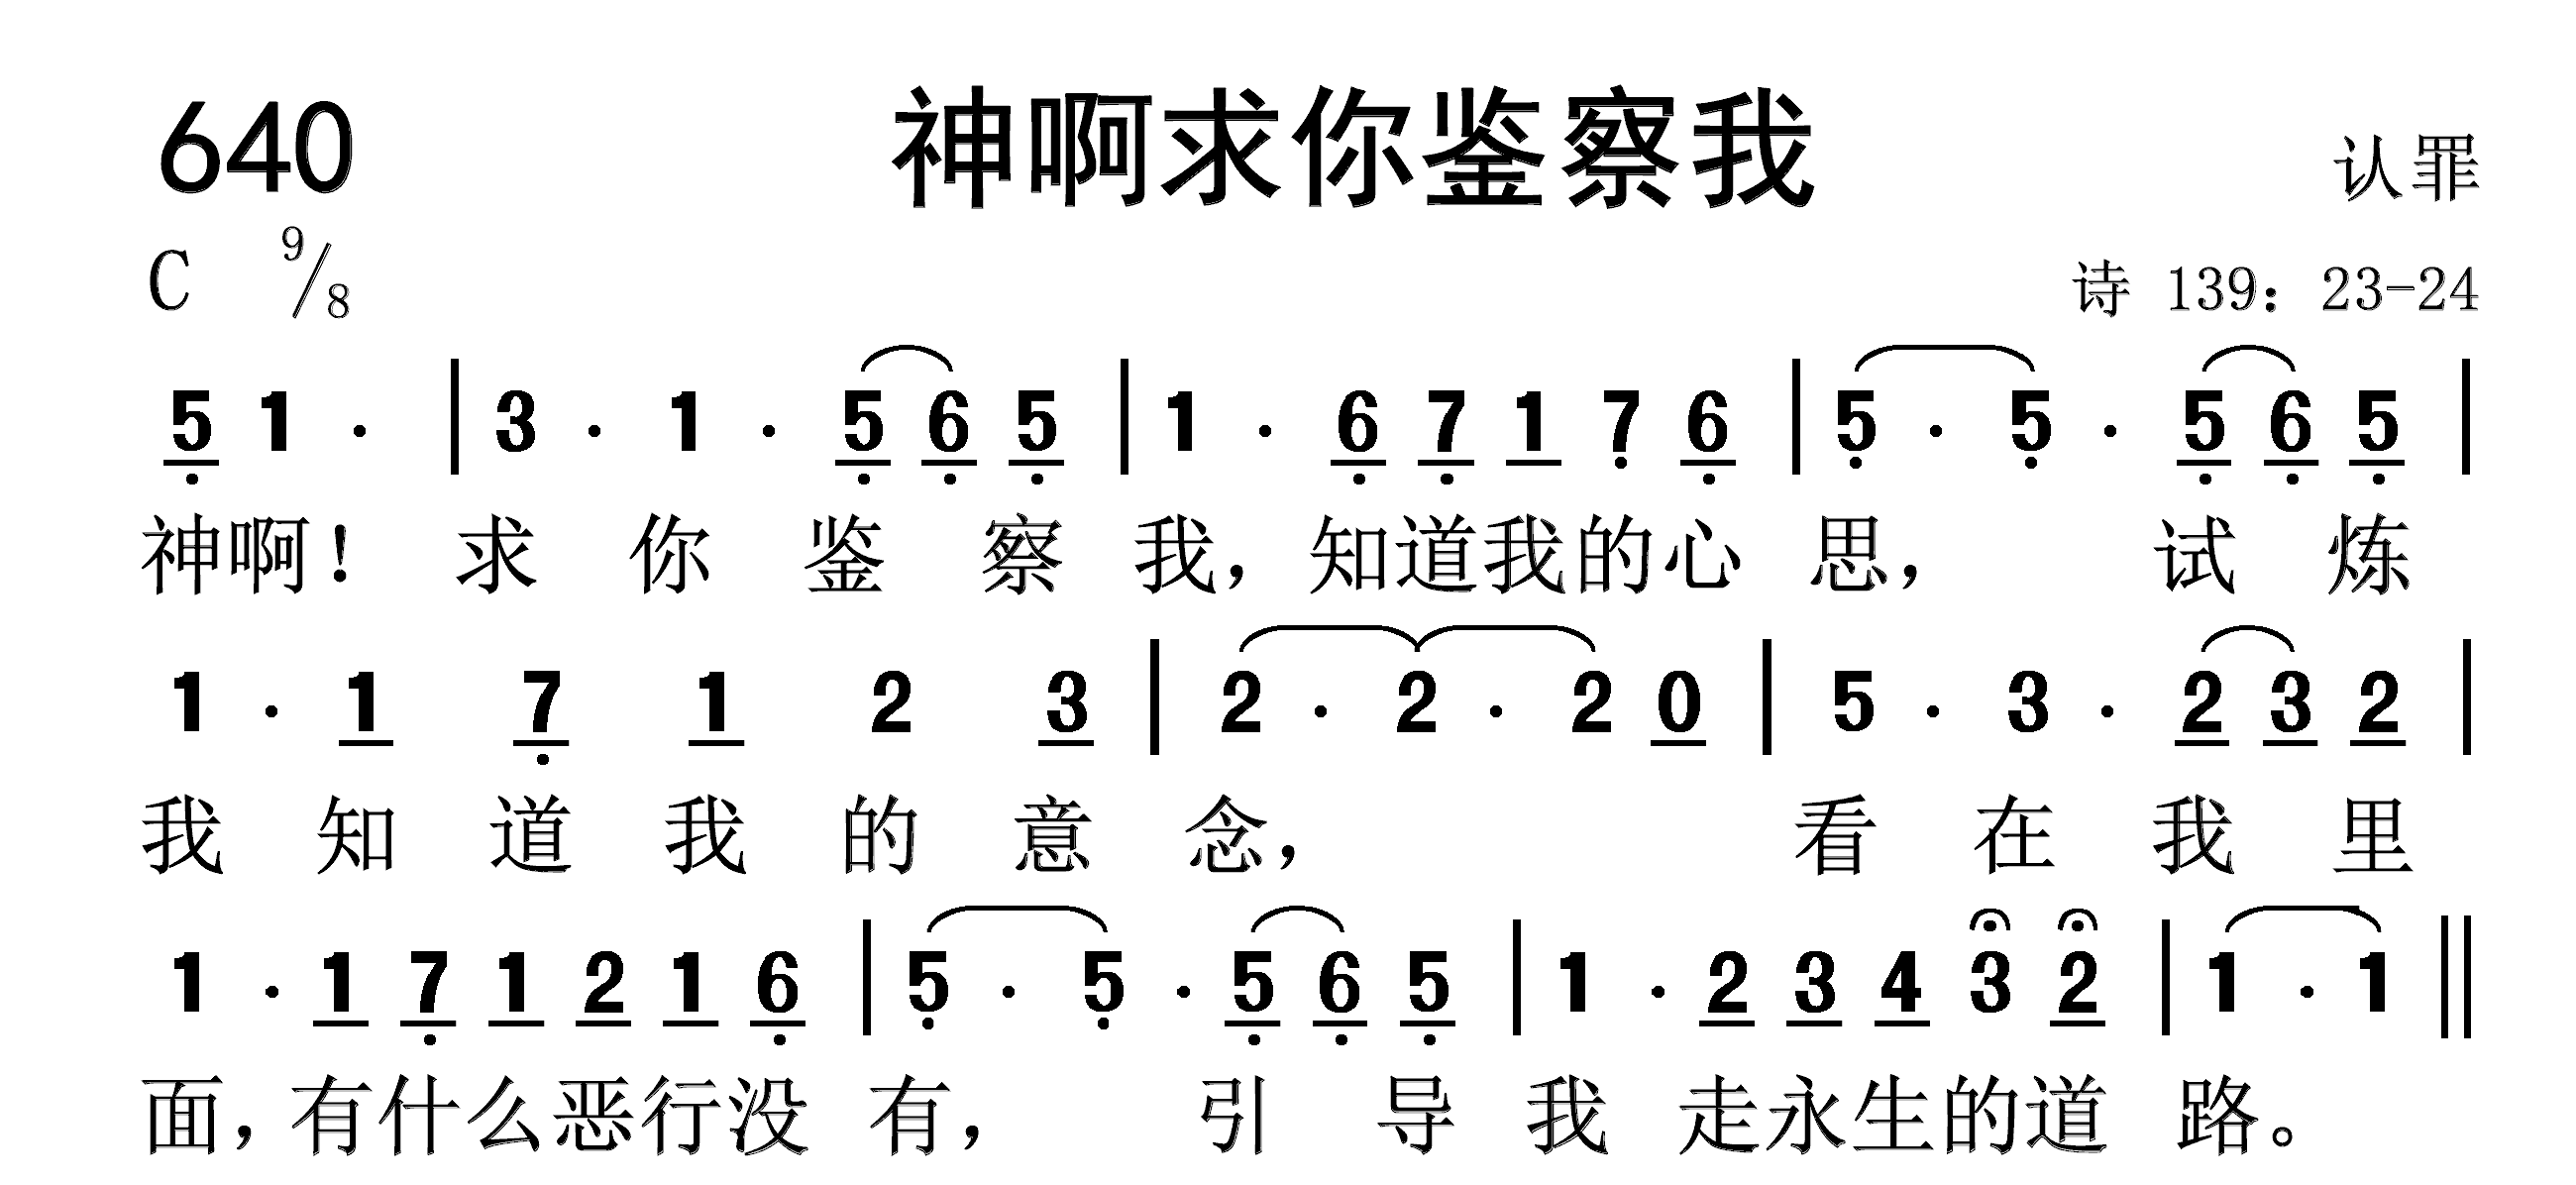 640 神啊求你鉴察我 认罪
C 9/8 诗 139：23-24
5 1 · | 3 · 1 · 5 6 5 | 1 · 6 7 1 7 6 | 5 · 5 · 5 6 5 |
神啊！求 你 鉴 察 我，知道我的心 思， 试 炼
1 · 1 7 1 2 3 | 2 · 2 · 2 0 | 5 · 3 · 2 3 2 |
我 知 道 我 的 意 念， 看 在 我 里
1 · 1 7 1 2 1 6 | 5 · 5 · 5 6 5 | 1 · 2 3 4 3 2 | 1 · 1 ‖
面，有什么恶行没 有， 引 导 我 走永生的道 路。